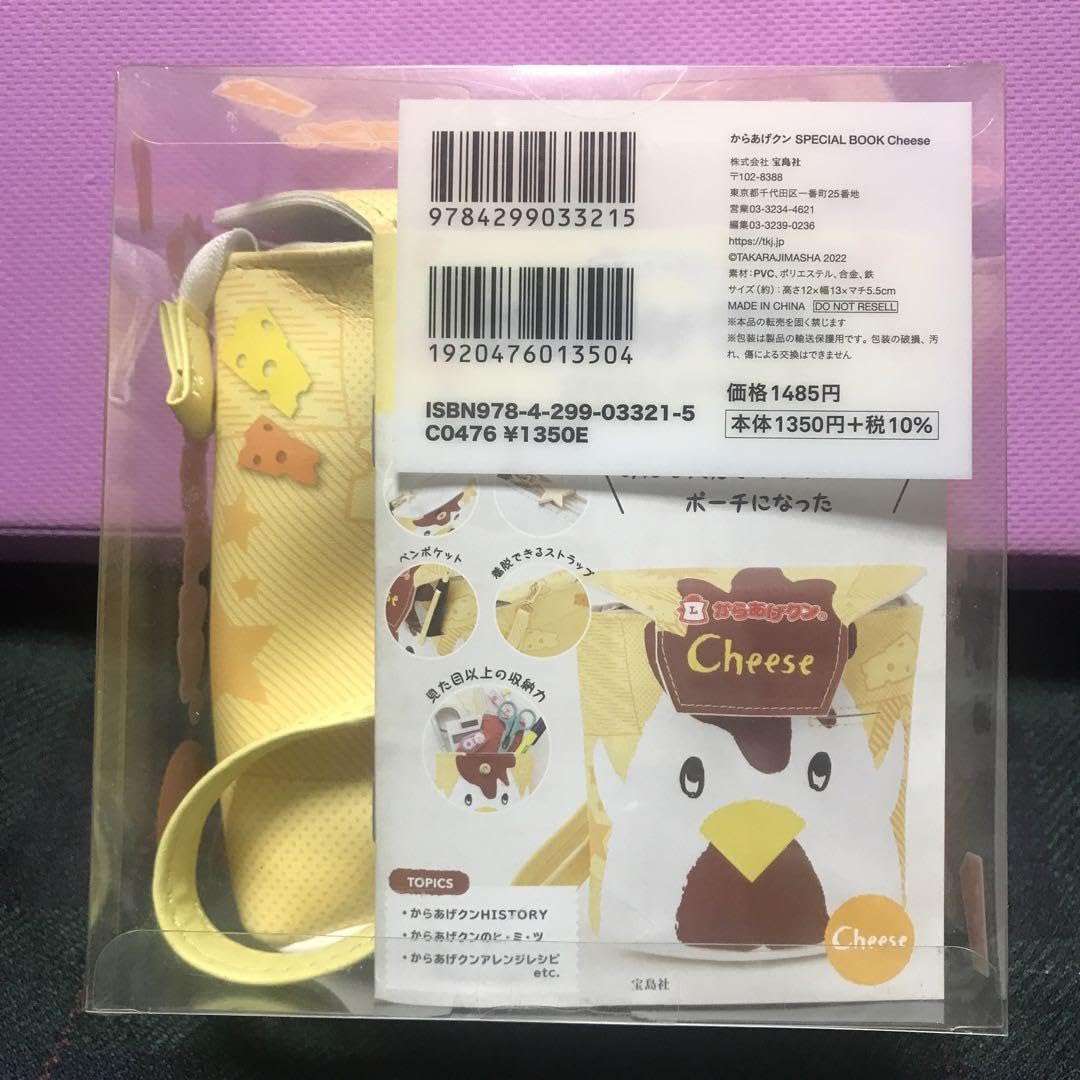 からあげクン SPECIAL BOOK Cheese
株式会社 宝島社
〒102-8388
東京都千代田区一番町25番地
営業03-3234-4621
編集03-3239-0236
https://tkj.jp
©TAKARAJIMASHA 2022
素材：PVC、ポリエステル、合金、鉄
サイズ（約）：高さ12×幅13×マチ5.5cm
MADE IN CHINA DO NOT RESELL
※本品の転売を固く禁じます
※包装は製品の輸送保護用です。包装の破損、汚
れ、傷による交換はできません
価格1485円
本体1350円＋税10%
9784299033215
1920476013504
ISBN978-4-299-03321-5
C0476 ¥1350E
ポーチになった
ペンポケット
着脱できるストラップ
見た目以上の収納力
L からあげクン®
Cheese
Cheese
TOPICS
・からあげクンHISTORY
・からあげクンのヒ・ミ・ツ
・からあげクンアレンジレシピ
etc.
Cheese
宝島社